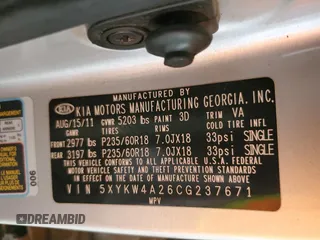 MANUFACTURED BY
KIA KIA MOTORS MANUFACTURING GEORGIA, INC.
AUG/15/11 GVWR 5203 lbs PAINT 3D TRIM VA
GAWR TIRES RIMS COLD TIRE INFL
FRONT 2977 lbs P235/60R18 7.0JX18 33psi SINGLE
REAR 3197 lbs P235/60R18 7.0JX18 33psi SINGLE
THIS VEHICLE CONFORMS TO ALL APPLICABLE FEDERAL
MOTOR VEHICLE SAFETY AND THEFT PREVENTION STANDARDS
IN EFFECT ON THE DATE OF MANUFACTURE SHOWN ABOVE
VIN 5XYKW4A26CG237671
MPV
006
DREAMBID